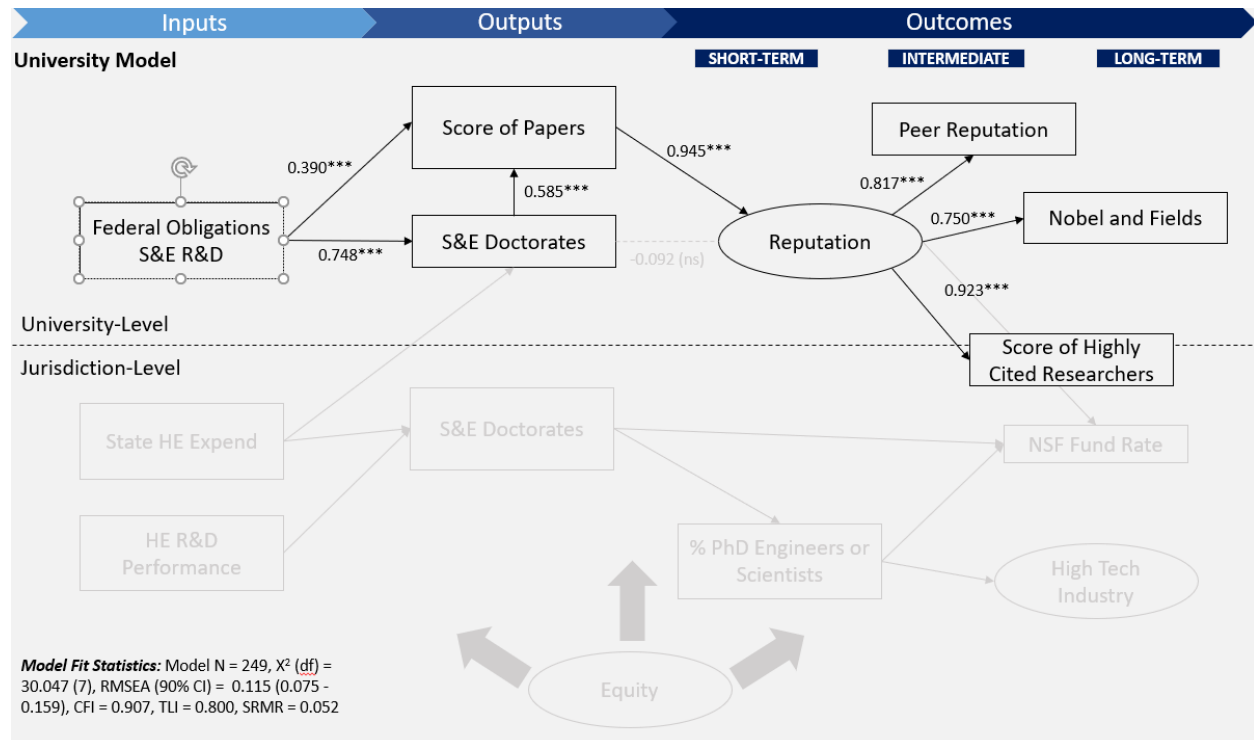 Inputs
Outputs
Outcomes
University Model
SHORT-TERM
INTERMEDIATE
LONG-TERM
Score of Papers
Peer Reputation
0.945***
0.390***
0.817***
0.585***
Federal Obligations
S&E R&D
Nobel and Fields
0.750***
S&E Doctorates
Reputation
0.748***
-0.092 (ns)
0.923***
University-Level
Score of Highly
Cited Researchers
Jurisdiction-Level
State HE Expend
S&E Doctorates
NSF Fund Rate
HE R&D
Performance
% PhD Engineers or
Scientists
High Tech
Industry
Model Fit Statistics: Model N = 249, X² (df) =
30.047 (7), RMSEA (90% CI) = 0.115 (0.075 -
0.159), CFI = 0.907, TLI = 0.800, SRMR = 0.052
Equity